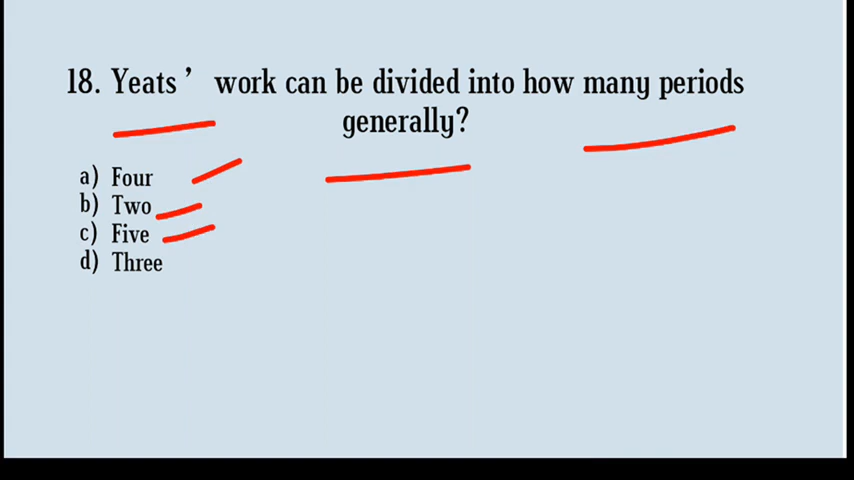 18. Yeats ’ work can be divided into how many periods
generally?
a) Four
b) Two
c) Five
d) Three